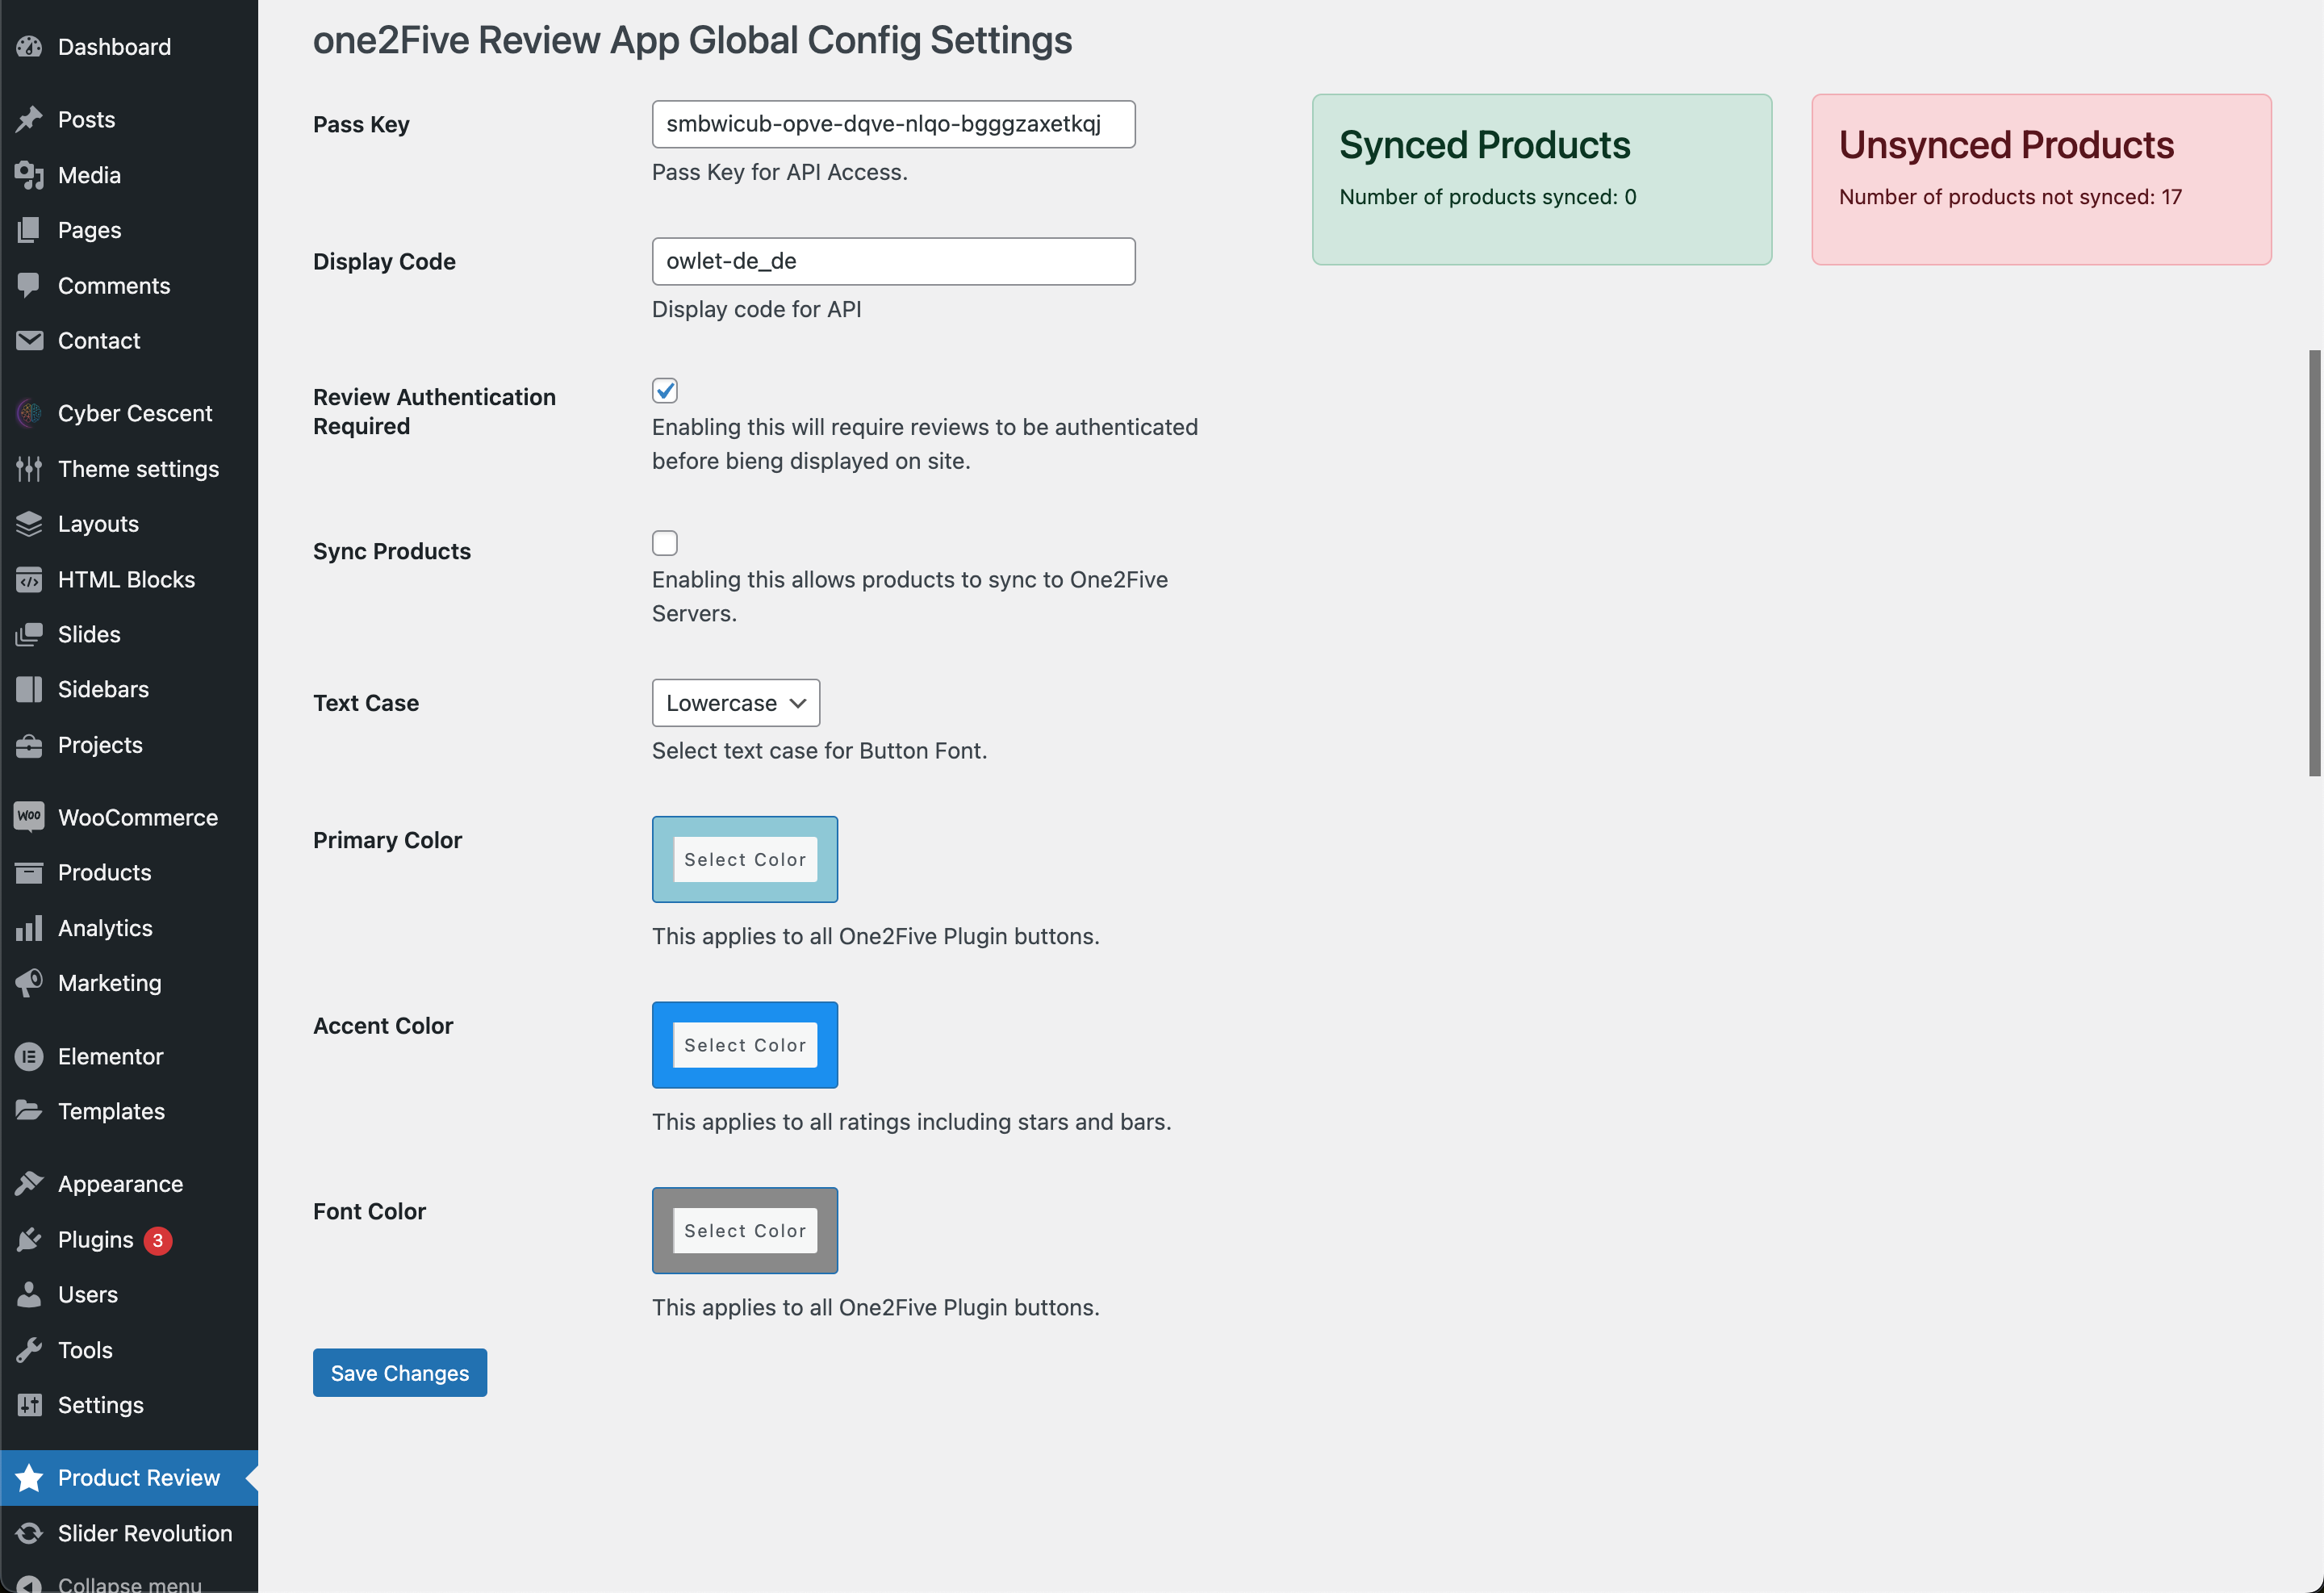 Dashboard
Posts
Media
Pages
Comments
Contact
Cyber Cescent
Theme settings
Layouts
HTML Blocks
Slides
Sidebars
Projects
Woo WooCommerce
Products
Analytics
Marketing
Elementor
Templates
Appearance
Plugins 3
Users
Tools
Settings
Product Review
Slider Revolution
Collapse menu
one2Five Review App Global Config Settings
Pass Key
smbwicub-opve-dqve-nlqo-bgggzaxetkqj
Pass Key for API Access.
Display Code
owlet-de_de
Display code for API
Review Authentication
Required
Enabling this will require reviews to be authenticated
before bieng displayed on site.
Sync Products
Enabling this allows products to sync to One2Five
Servers.
Text Case
Lowercase
Select text case for Button Font.
Primary Color
Select Color
This applies to all One2Five Plugin buttons.
Accent Color
Select Color
This applies to all ratings including stars and bars.
Font Color
Select Color
This applies to all One2Five Plugin buttons.
Save Changes
Synced Products
Number of products synced: 0
Unsynced Products
Number of products not synced: 17